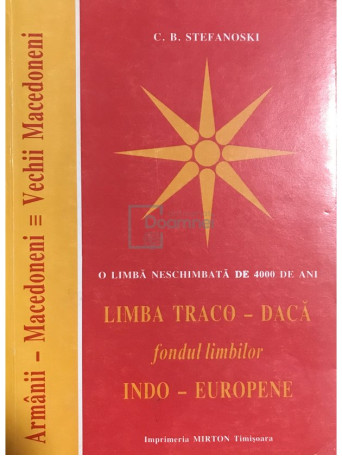 C. B. STEFANOSKI
Armânii - Macedoneni ≡ Vechii Macedoneni
O LIMBĂ NESCHIMBATĂ DE 4000 DE ANI
LIMBA TRACO - DACĂ
fondul limbilor
INDO - EUROPENE
Imprimeria MIRTON Timișoara